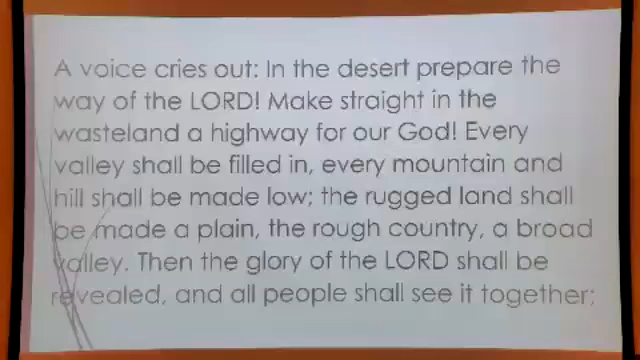 A voice cries out: In the desert prepare the
way of the LORD! Make straight in the
wasteland a highway for our God! Every
valley shall be filled in, every mountain and
hill shall be made low; the rugged land shall
be made a plain, the rough country, a broad
valley. Then the glory of the LORD shall be
revealed, and all people shall see it together;